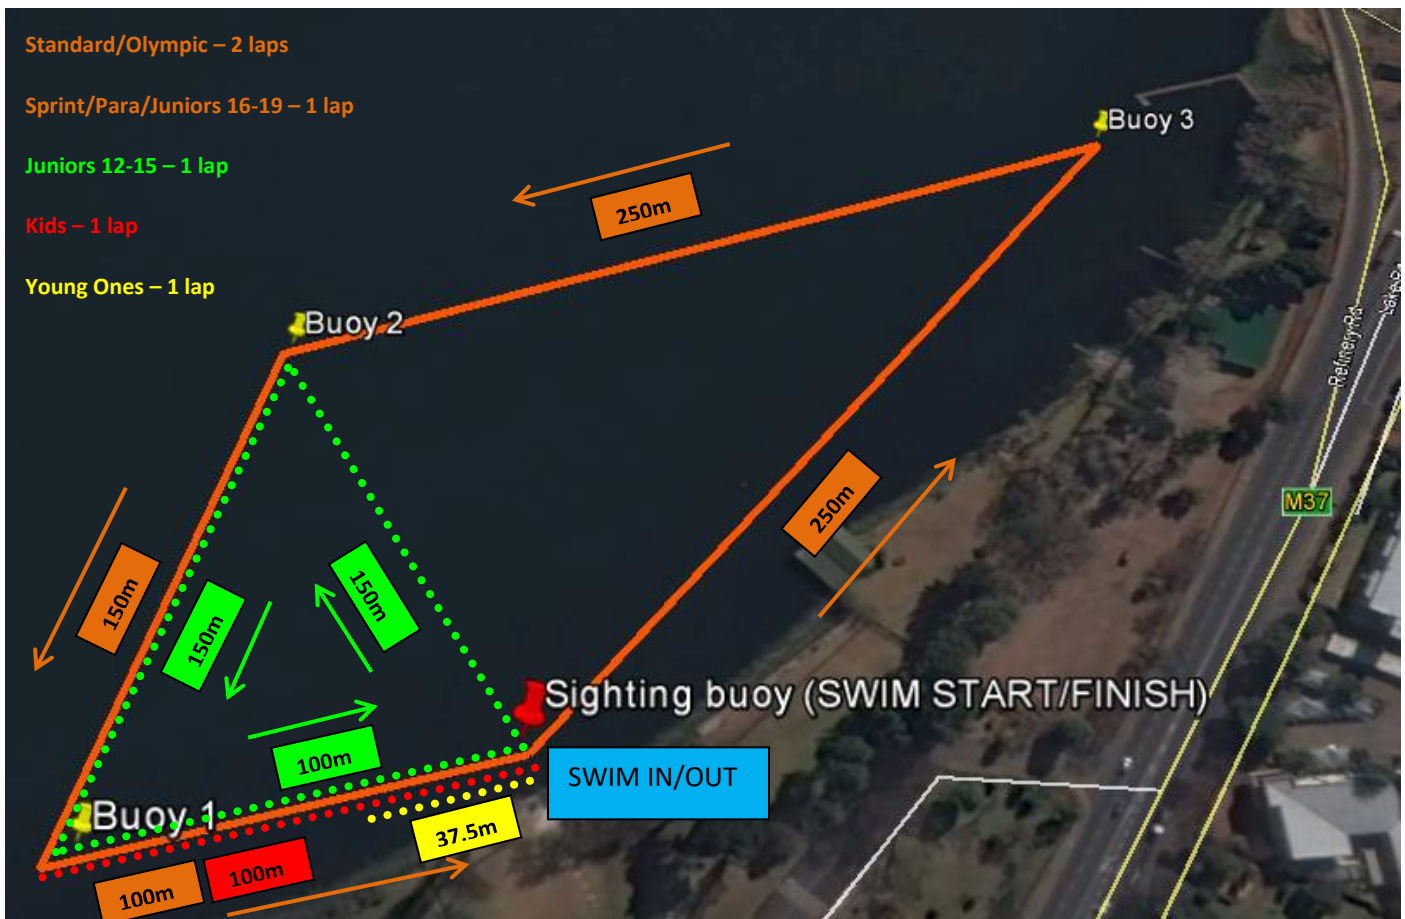 Standard/Olympic – 2 laps
Sprint/Para/Juniors 16-19 – 1 lap
Juniors 12-15 – 1 lap
Kids – 1 lap
Young Ones – 1 lap
Buoy 3
250m
Buoy 2
Refinery Rd
M37
250m
150m
150m
150m
Sighting buoy (SWIM START/FINISH)
100m
SWIM IN/OUT
Buoy 1
37.5m
100m
100m